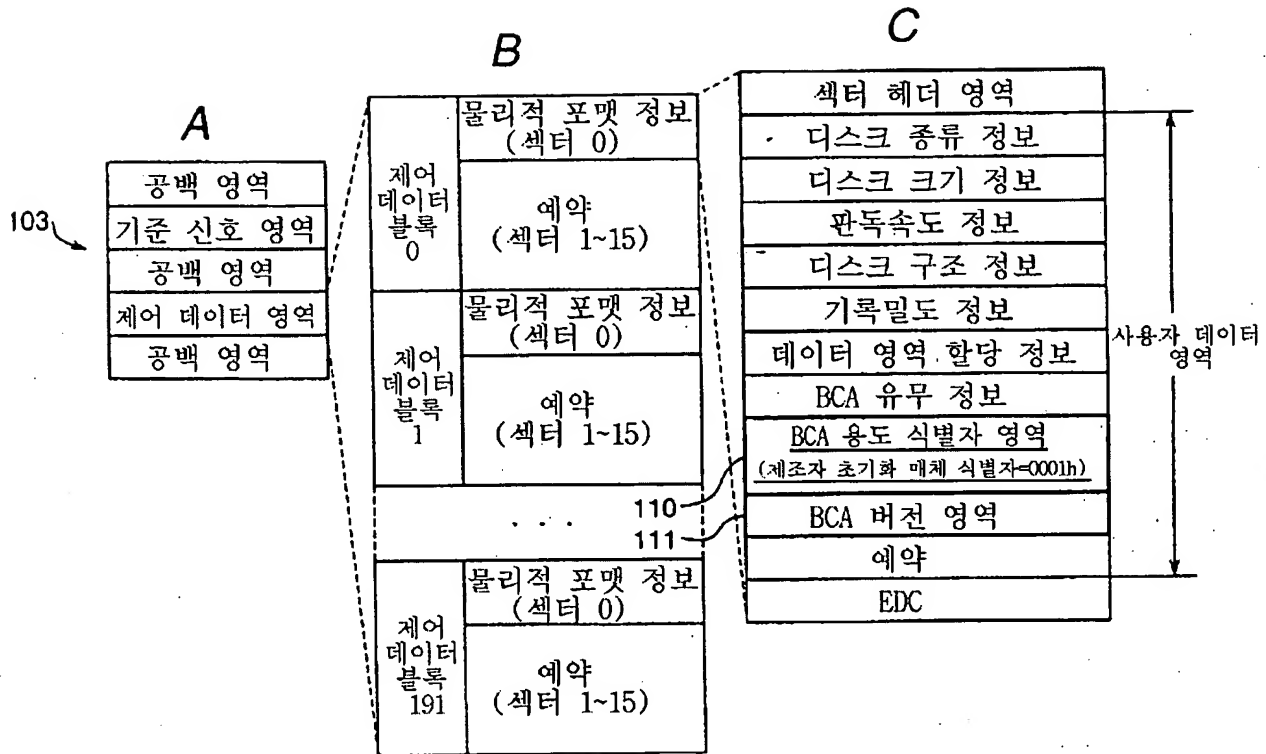 A
103
공백 영역
기준 신호 영역
공백 영역
제어 데이터 영역
공백 영역
B
제어
데이터
블록
0
물리적 포맷 정보
(섹터 0)
예약
(섹터 1~15)
제어
데이터
블록
1
물리적 포맷 정보
(섹터 0)
예약
(섹터 1~15)
. . .
제어
데이터
블록
191
물리적 포맷 정보
(섹터 0)
예약
(섹터 1~15)
C
섹터 헤더 영역
디스크 종류 정보
디스크 크기 정보
판독속도 정보
디스크 구조 정보
기록밀도 정보
데이터 영역 할당 정보
BCA 유무 정보
BCA 용도 식별자 영역
(제조자 초기화 매체 식별자=0001h)
110
BCA 버전 영역
111
예약
EDC
사용자 데이터
영역